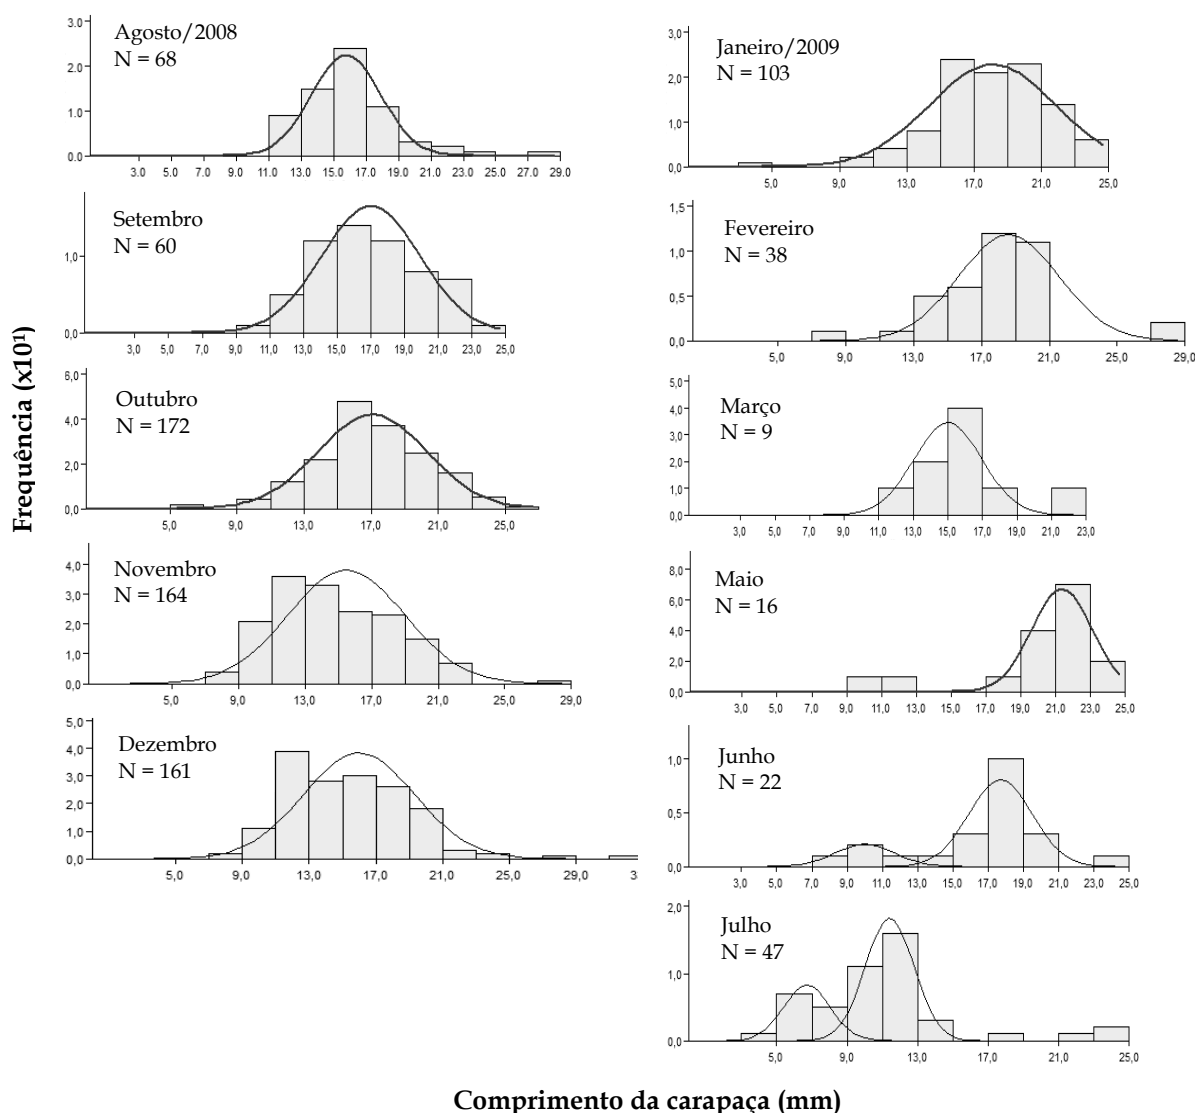 Frequência (x10¹)
Agosto/2008
N = 68
3.0
2.0
1.0
0.0
3.0 5.0 7.0 9.0 11.0 13.0 15.0 17.0 19.0 21.0 23.0 25.0 27.0 29.0
Setembro
N = 60
1,0
0,0
3,0 5,0 7,0 9,0 11,0 13,0 15,0 17,0 19,0 21,0 23,0 25,0
Outubro
N = 172
6,0
4,0
2,0
0,0
5,0 9,0 13,0 17,0 21,0 25,0
Novembro
N = 164
4,0
3,0
2,0
1,0
0,0
5,0 9,0 13,0 17,0 21,0 25,0 29,0
Dezembro
N = 161
5,0
4,0
3,0
2,0
1,0
0,0
5,0 9,0 13,0 17,0 21,0 25,0 29,0 3
Janeiro/2009
N = 103
3,0
2,0
1,0
0,0
5,0 9,0 13,0 17,0 21,0 25,0
Fevereiro
N = 38
1,5
1,0
0,5
0,0
5,0 9,0 13,0 17,0 21,0 25,0 29,0
Março
N = 9
5,0
4,0
3,0
2,0
1,0
0,0
3,0 5,0 7,0 9,0 11,0 13,0 15,0 17,0 19,0 21,0 23,0
Maio
N = 16
8,0
6,0
4,0
2,0
0,0
3,0 5,0 7,0 9,0 11,0 13,0 15,0 17,0 19,0 21,0 23,0 25,0
Junho
N = 22
1,0
0,5
0,0
3,0 5,0 7,0 9,0 11,0 13,0 15,0 17,0 19,0 21,0 23,0 25,0
Julho
N = 47
2,0
1,0
0,0
5,0 9,0 13,0 17,0 21,0 25,0
Comprimento da carapaça (mm)